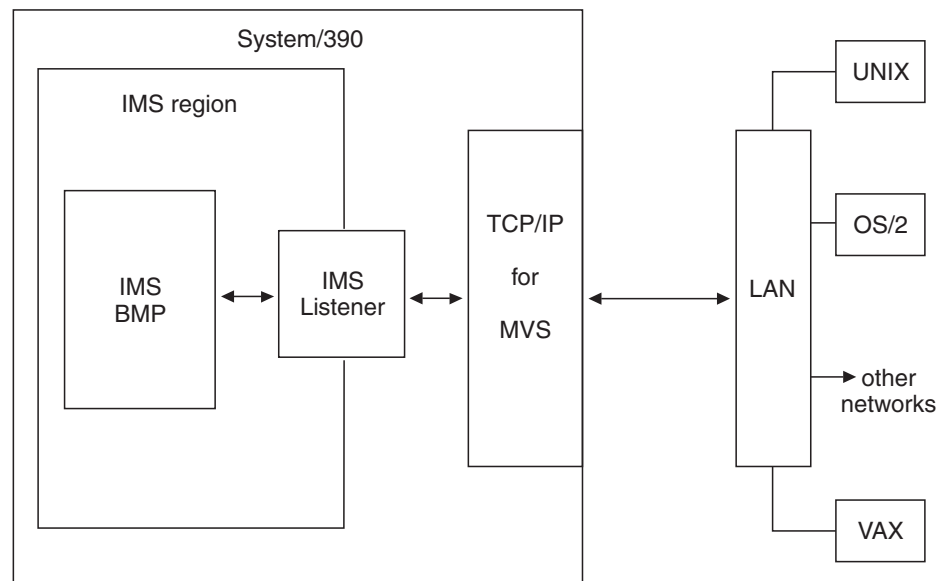 System/390
IMS region
IMS
BMP
IMS
Listener
TCP/IP
for
MVS
LAN
UNIX
OS/2
other
networks
VAX